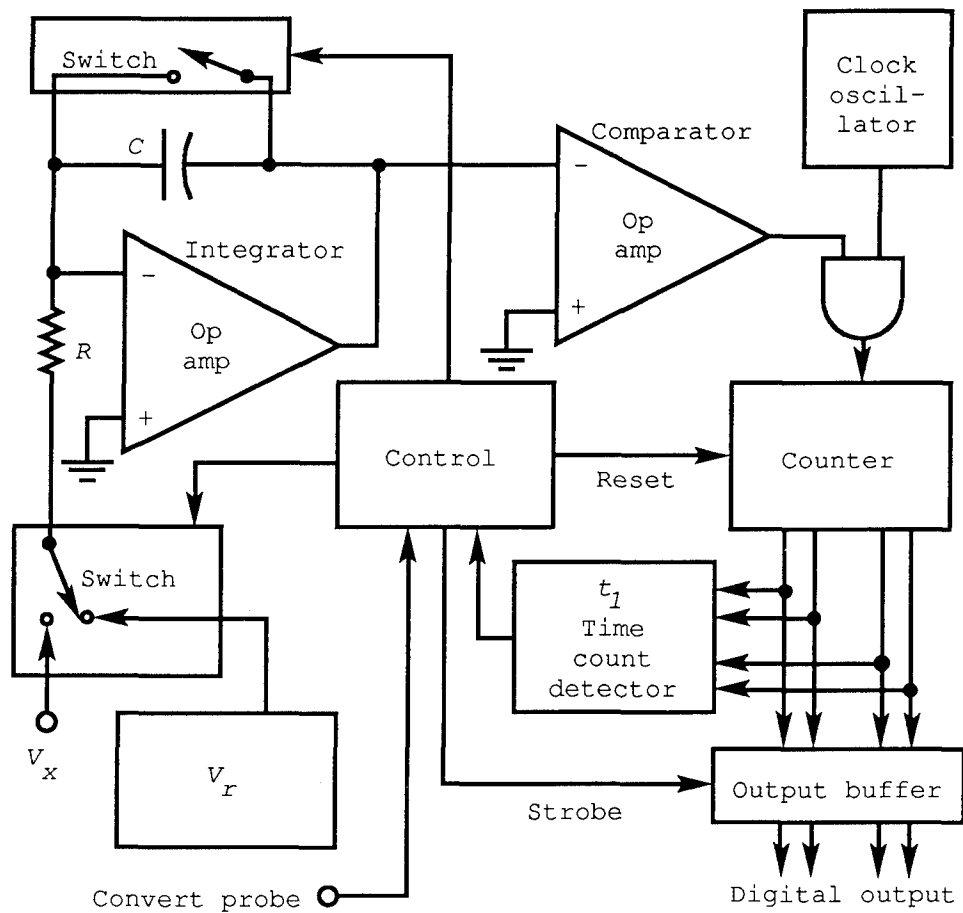 Switch
C
Integrator
−
Op
amp
+
R
Comparator
−
Op
amp
+
Clock
oscil-
lator
Control
Reset
Counter
Switch
t1
Time
count
detector
Vx
Vr
Strobe
Output buffer
Convert probe
Digital output